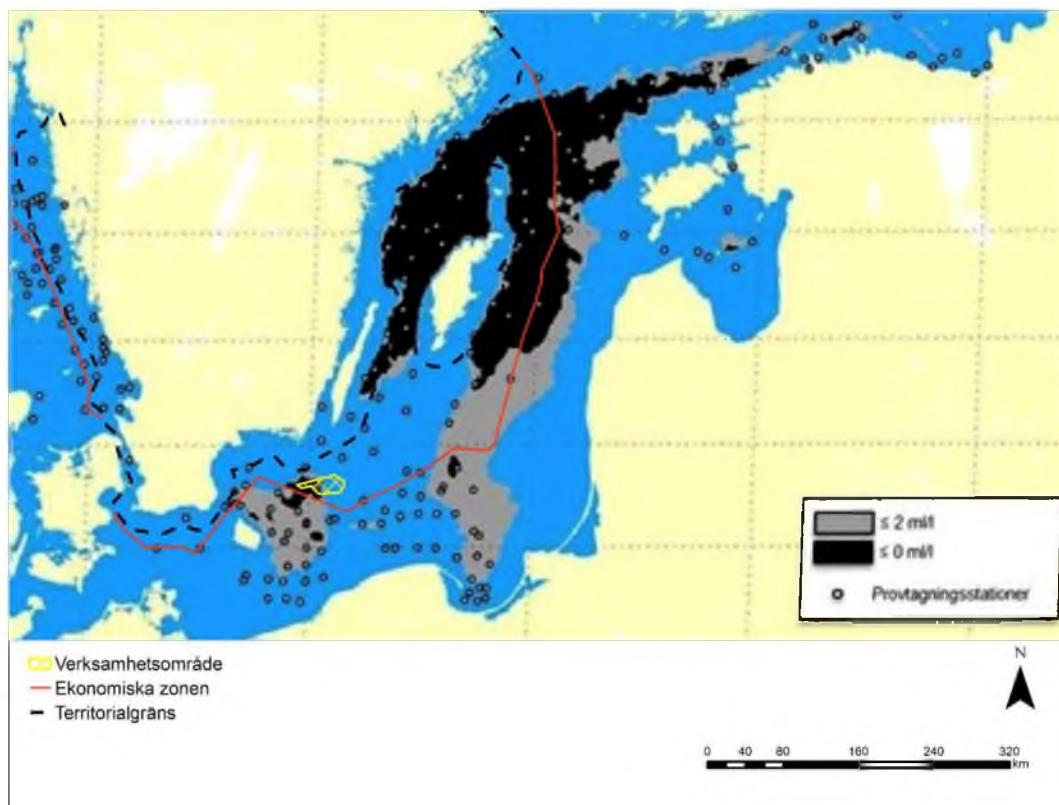 ≤ 2 ml/l
≤ 0 ml/l
Provtagningsstationer
Verksamhetsområde
Ekonomiska zonen
Territorialgräns
N
0 40 80 160 240 320
km